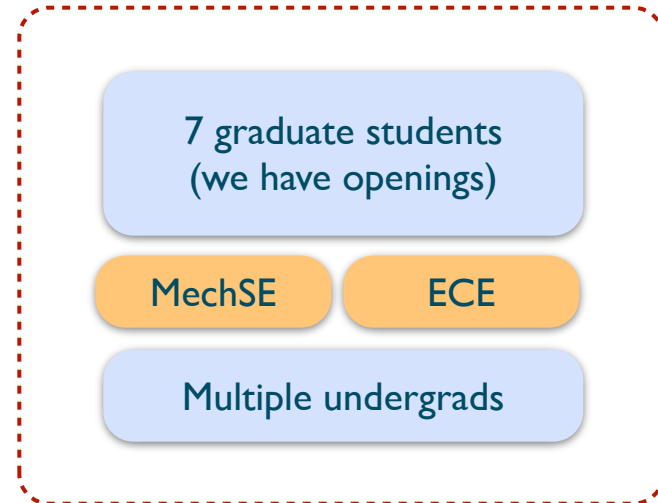 7 graduate students
(we have openings)
MechSE
ECE
Multiple undergrads